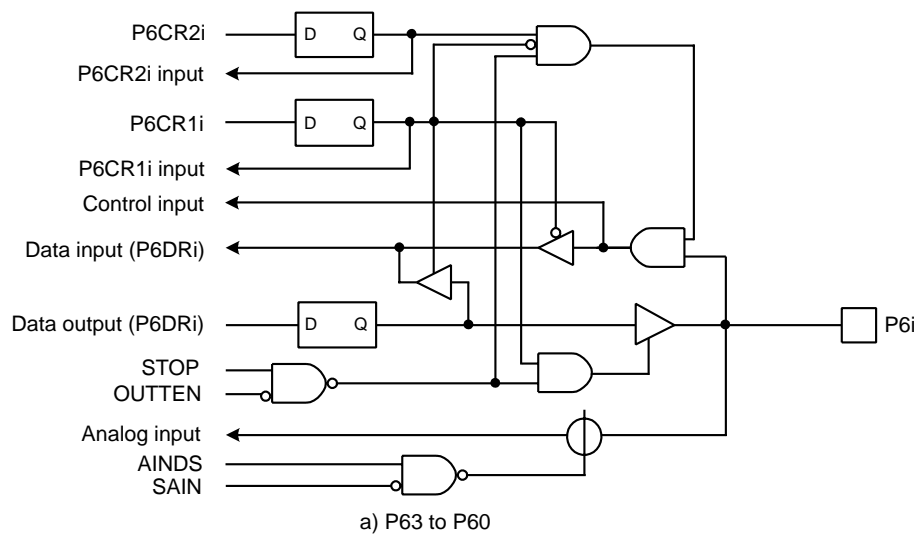 P6CR2i
D Q
P6CR2i input
P6CR1i
D Q
P6CR1i input
Control input
Data input (P6DRi)
Data output (P6DRi)
D Q
P6i
STOP
OUTTEN
Analog input
AINDS
SAIN
a) P63 to P60